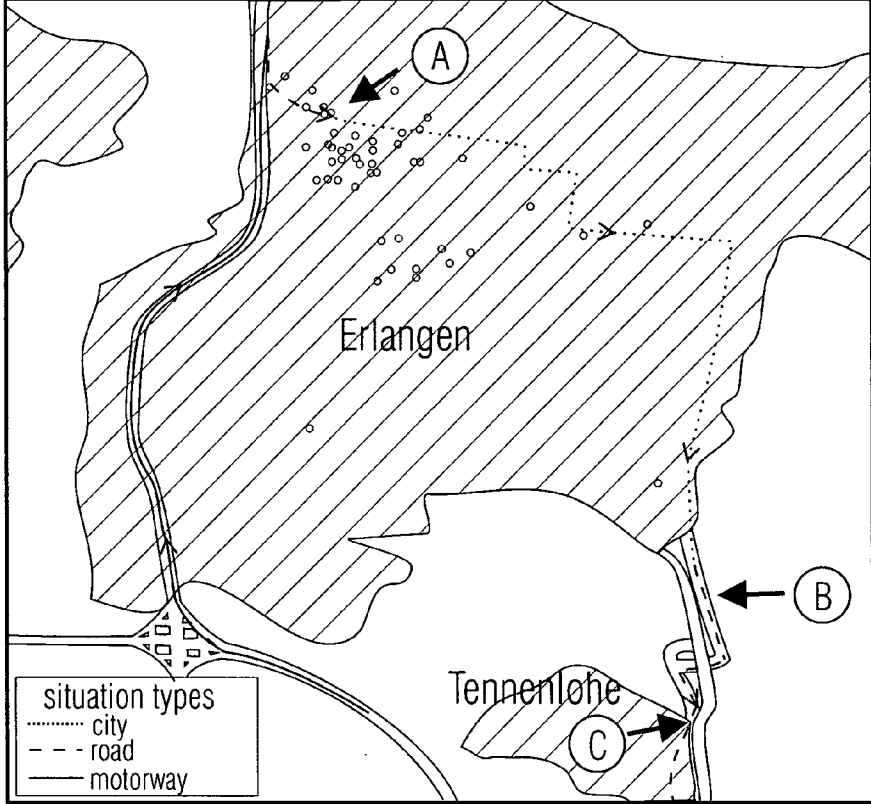 A
Erlangen
B
Tennenlohe
C
situation types
city
road
motorway